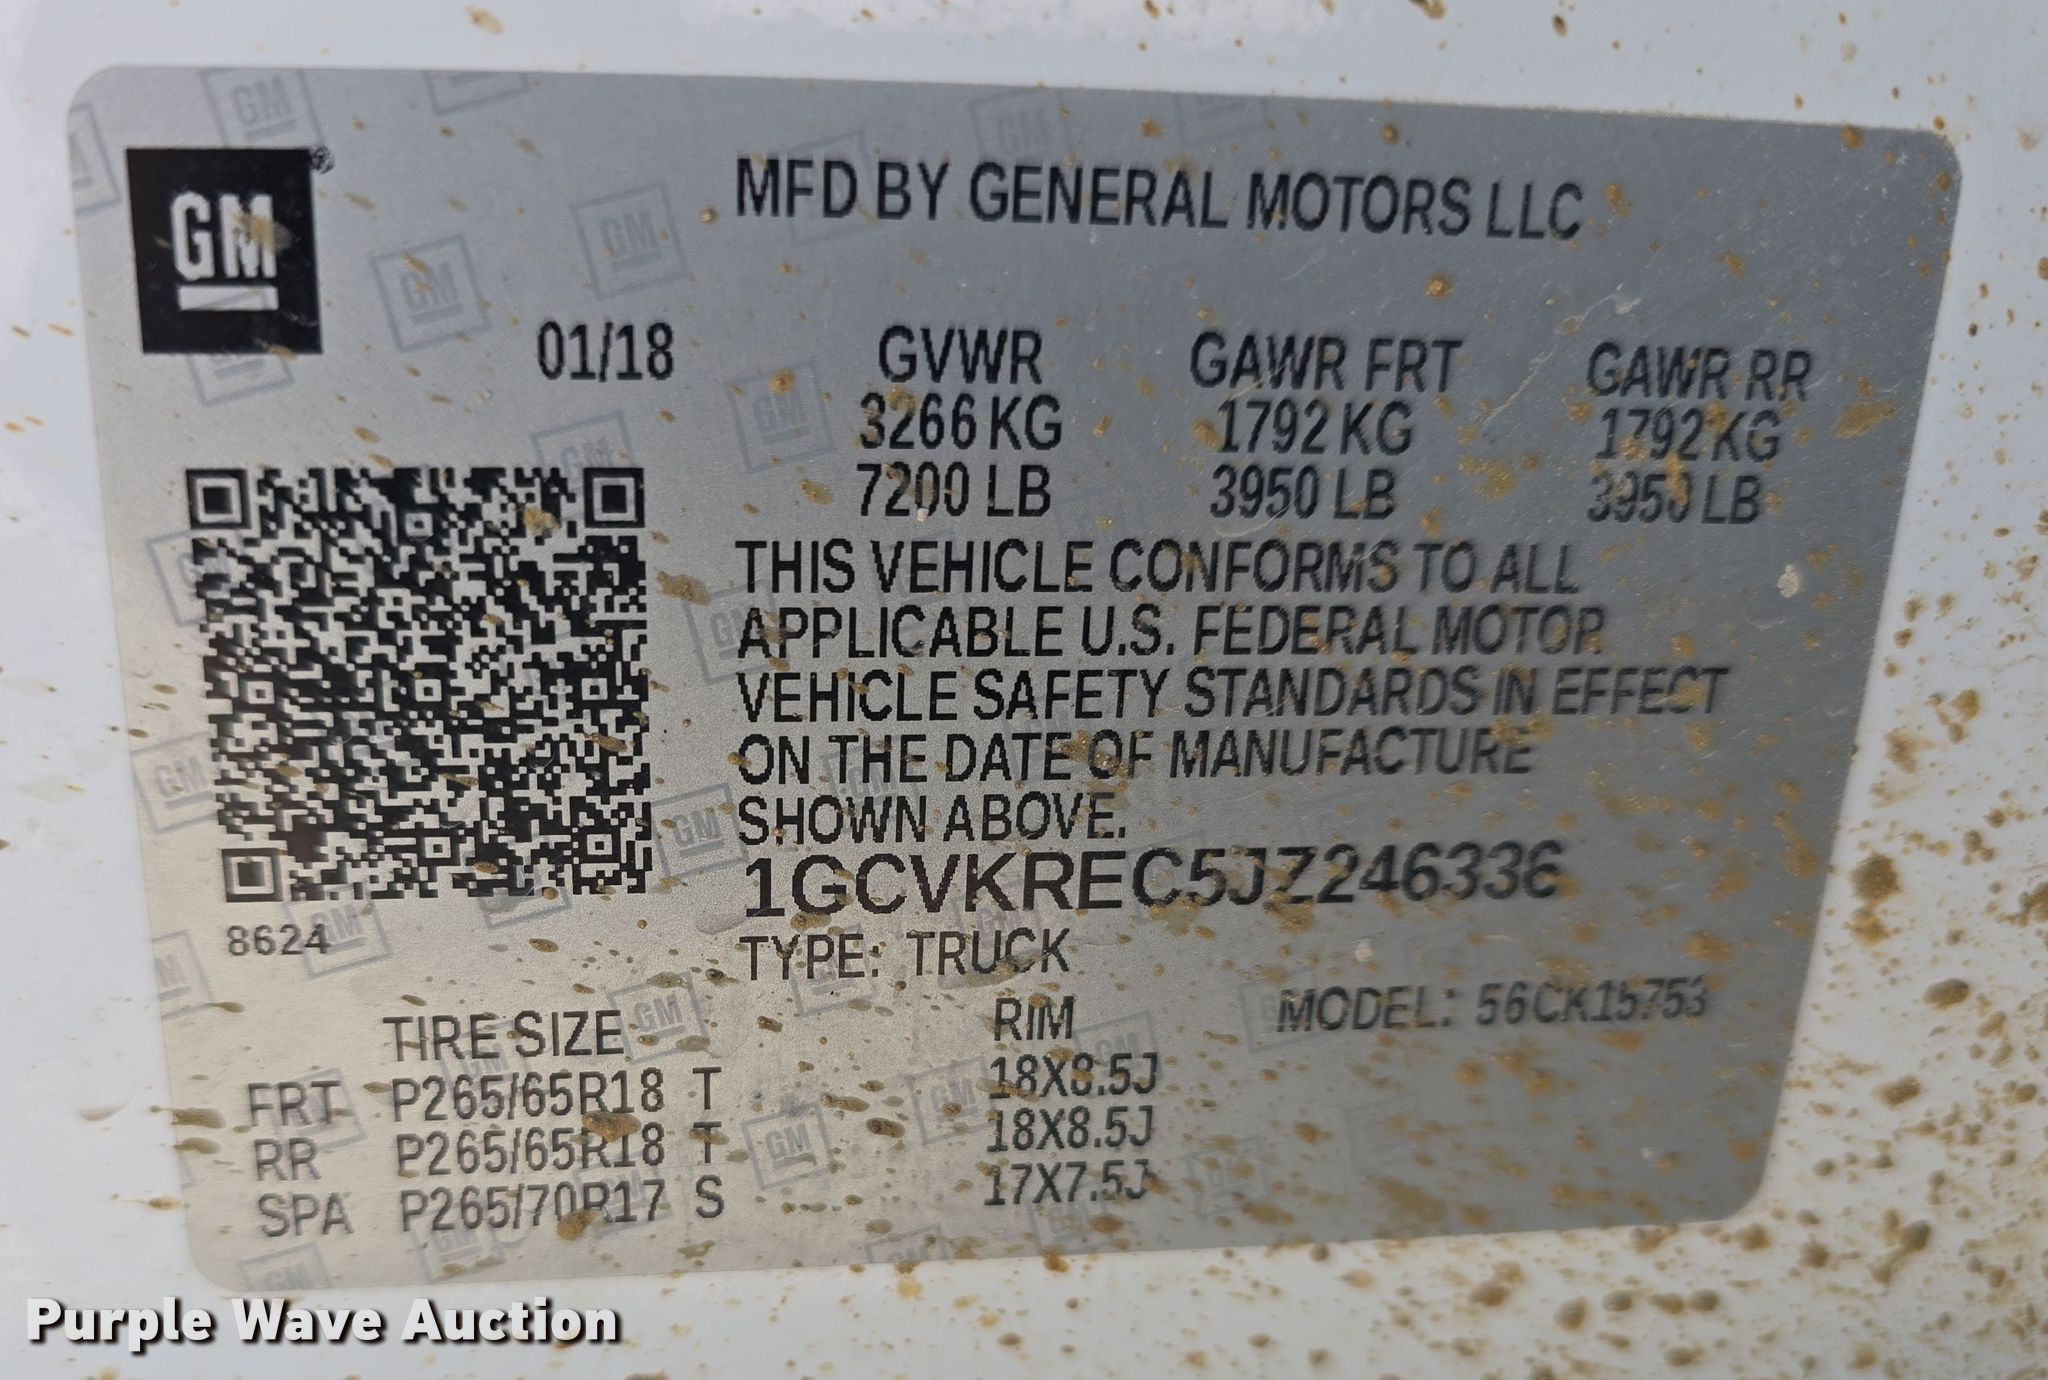 GM
MFD BY GENERAL MOTORS LLC
01/18 GVWR GAWR FRT GAWR RR
3266 KG 1792 KG 1792 KG
7200 LB 3950 LB 3950 LB
THIS VEHICLE CONFORMS TO ALL
APPLICABLE U.S. FEDERAL MOTOR
VEHICLE SAFETY STANDARDS IN EFFECT
ON THE DATE OF MANUFACTURE
SHOWN ABOVE.
1GCVKREC5JZ246336
8624
TYPE: TRUCK
MODEL: 56CK15753
TIRE SIZE RIM
FRT P265/65R18 T 18X8.5J
RR P265/65R18 T 18X8.5J
SPA P265/70R17 S 17X7.5J
Purple Wave Auction